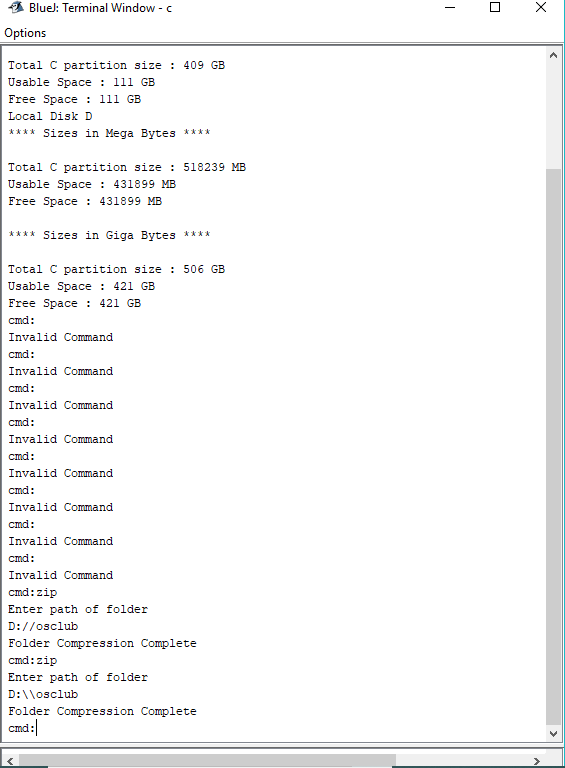 BlueJ: Terminal Window - c
Options
Total C partition size : 409 GB
Usable Space : 111 GB
Free Space : 111 GB
Local Disk D
**** Sizes in Mega Bytes ****
Total C partition size : 518239 MB
Usable Space : 431899 MB
Free Space : 431899 MB
**** Sizes in Giga Bytes ****
Total C partition size : 506 GB
Usable Space : 421 GB
Free Space : 421 GB
cmd:
Invalid Command
cmd:
Invalid Command
cmd:
Invalid Command
cmd:
Invalid Command
cmd:
Invalid Command
cmd:
Invalid Command
cmd:
Invalid Command
cmd:
Invalid Command
cmd:zip
Enter path of folder
D://osclub
Folder Compression Complete
cmd:zip
Enter path of folder
D:\\osclub
Folder Compression Complete
cmd: